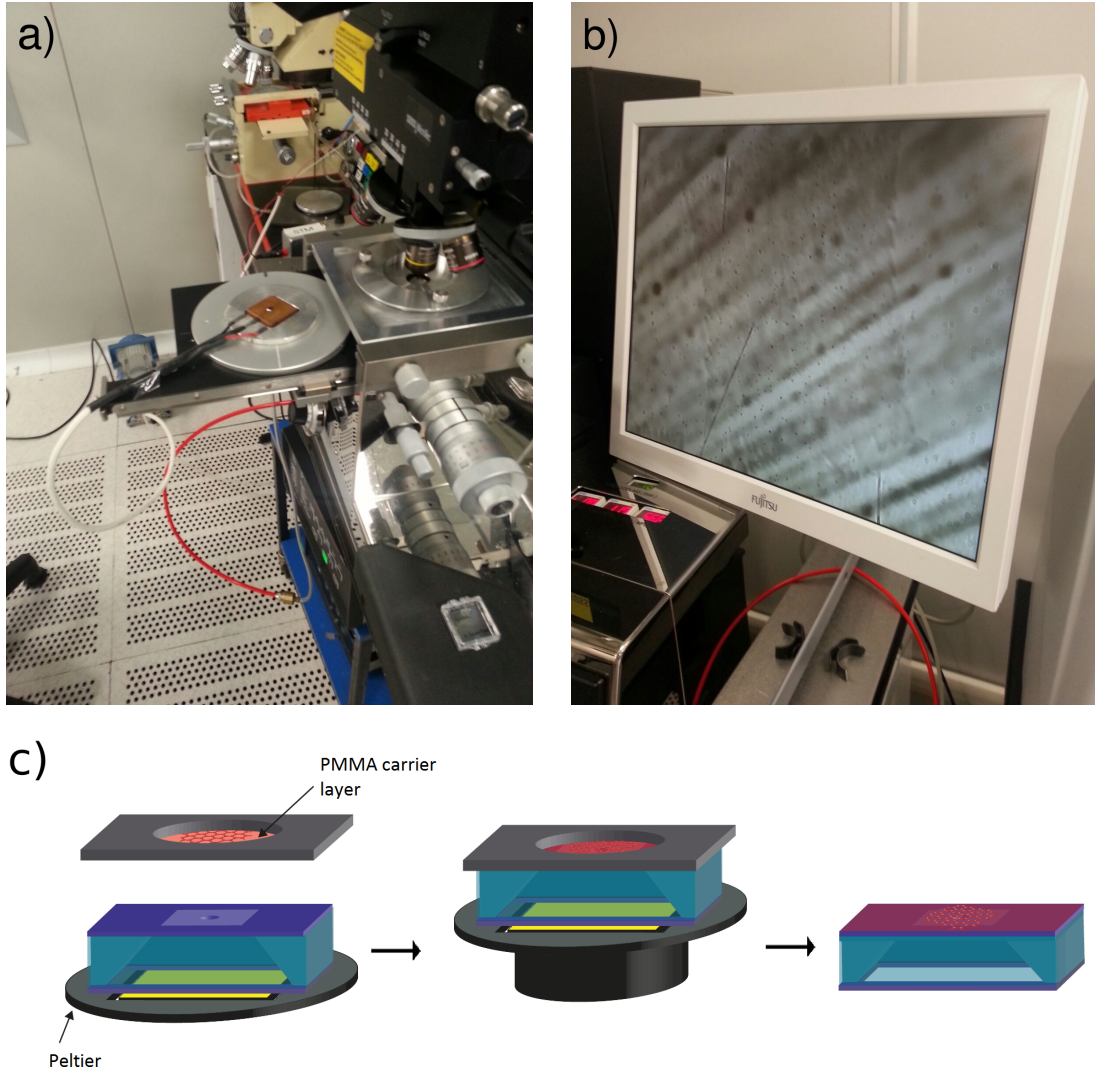 a)
b)
STM
FUJITSU
c)
PMMA carrier
layer
Peltier